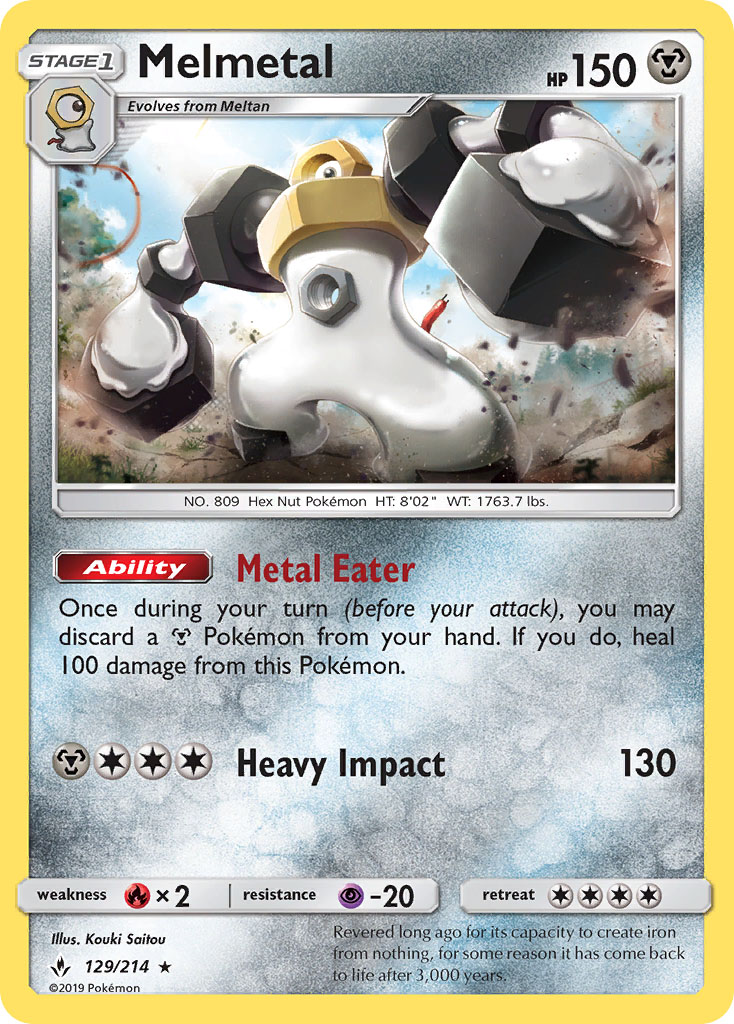 STAGE 1 Melmetal HP 150
Evolves from Meltan
NO. 809 Hex Nut Pokémon HT: 8'02" WT: 1763.7 lbs.
Ability Metal Eater
Once during your turn (before your attack), you may
discard a Pokémon from your hand. If you do, heal
100 damage from this Pokémon.
Heavy Impact 130
weakness ×2 resistance -20 retreat
Illus. Kouki Saitou
129/214 ★
©2019 Pokémon
Revered long ago for its capacity to create iron
from nothing, for some reason it has come back
to life after 3,000 years.